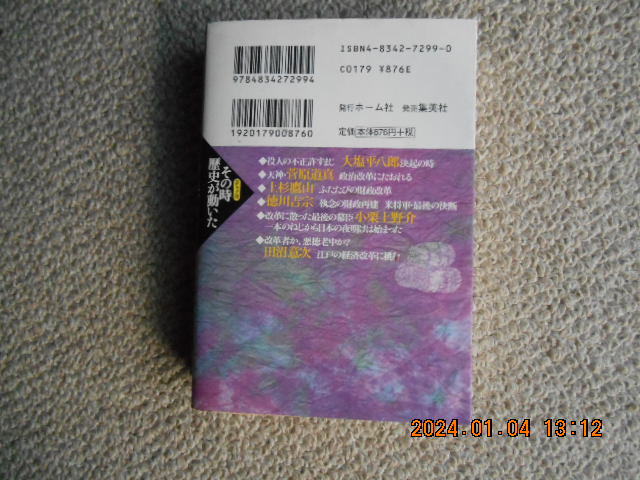 9784834272994
1920179008760
ISBN4-8342-7299-0
C0179 ¥876E
発行ホーム社 発売集英社
定価 本体876円+税
その時
歴史が動いた
◆役人の不正許すまじ 大塩平八郎決起の時
◆天神・菅原道真 政治改革にたおれる
◆上杉鷹山 ふたたびの財政改革
◆徳川吉宗 執念の財政再建 米将軍・最後の決断
◆改革に散った最後の幕臣 小栗上野介
一本のねじから日本の夜明けは始まった
◆改革者か、悪徳老中か?
田沼意次 江戸の経済改革に挑む
2024.01.04 13:12